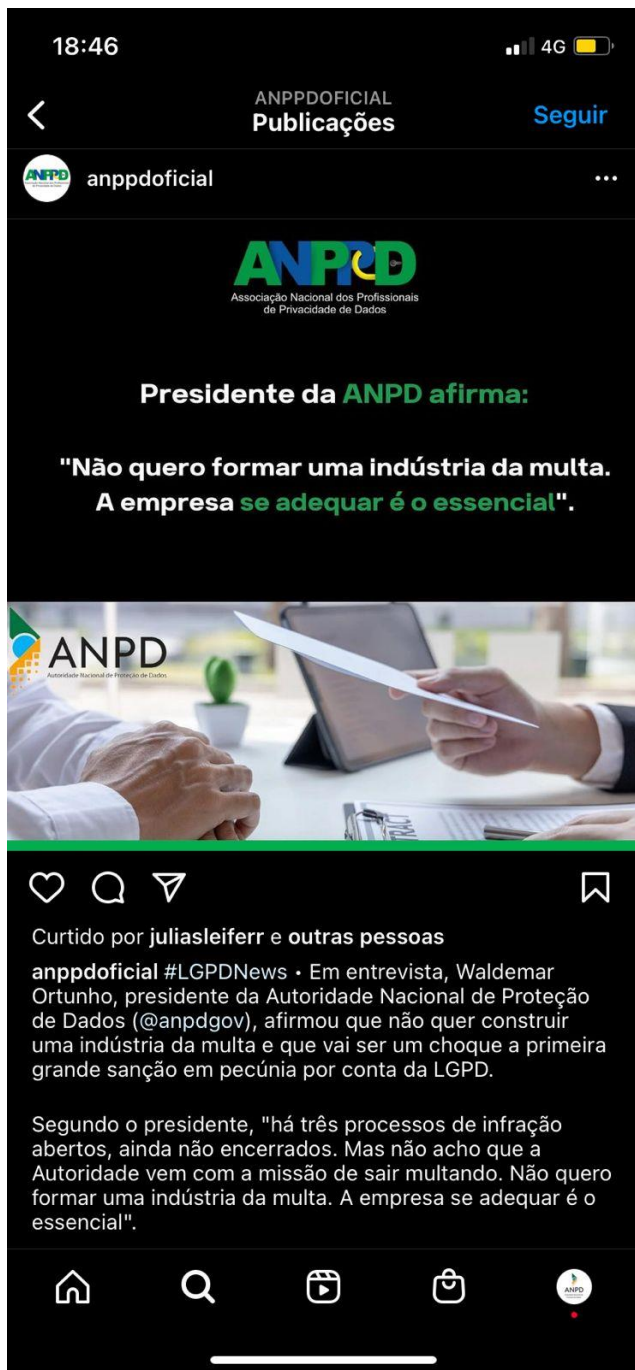 18:46
4G
ANPPDOFICIAL
Publicações
Seguir
ANPPD
anppdoficial
ANPPD
Associação Nacional dos Profissionais
de Privacidade de Dados
Presidente da ANPD afirma:
"Não quero formar uma indústria da multa.
A empresa se adequar é o essencial".
ANPD
Autoridade Nacional de Proteção de Dados
Curtido por juliasleiferr e outras pessoas
anppdoficial #LGPDNews • Em entrevista, Waldemar
Ortunho, presidente da Autoridade Nacional de Proteção
de Dados (@anpdgov), afirmou que não quer construir
uma indústria da multa e que vai ser um choque a primeira
grande sanção em pecúnia por conta da LGPD.
Segundo o presidente, "há três processos de infração
abertos, ainda não encerrados. Mas não acho que a
Autoridade vem com a missão de sair multando. Não quero
formar uma indústria da multa. A empresa se adequar é o
essencial".
ANPD